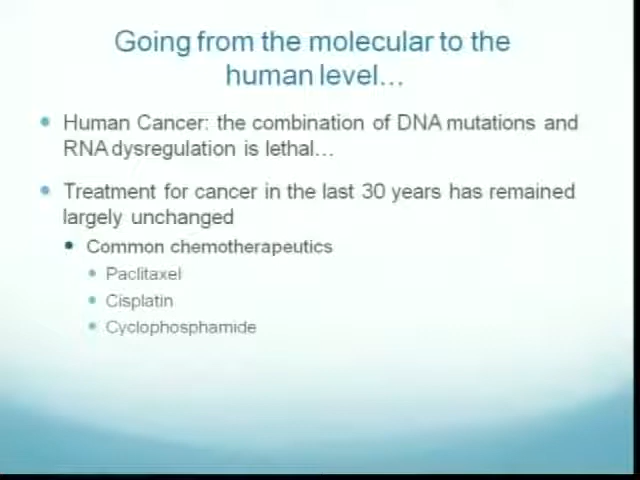 Going from the molecular to the
human level…
Human Cancer: the combination of DNA mutations and
RNA dysregulation is lethal…
Treatment for cancer in the last 30 years has remained
largely unchanged
Common chemotherapeutics
Paclitaxel
Cisplatin
Cyclophosphamide